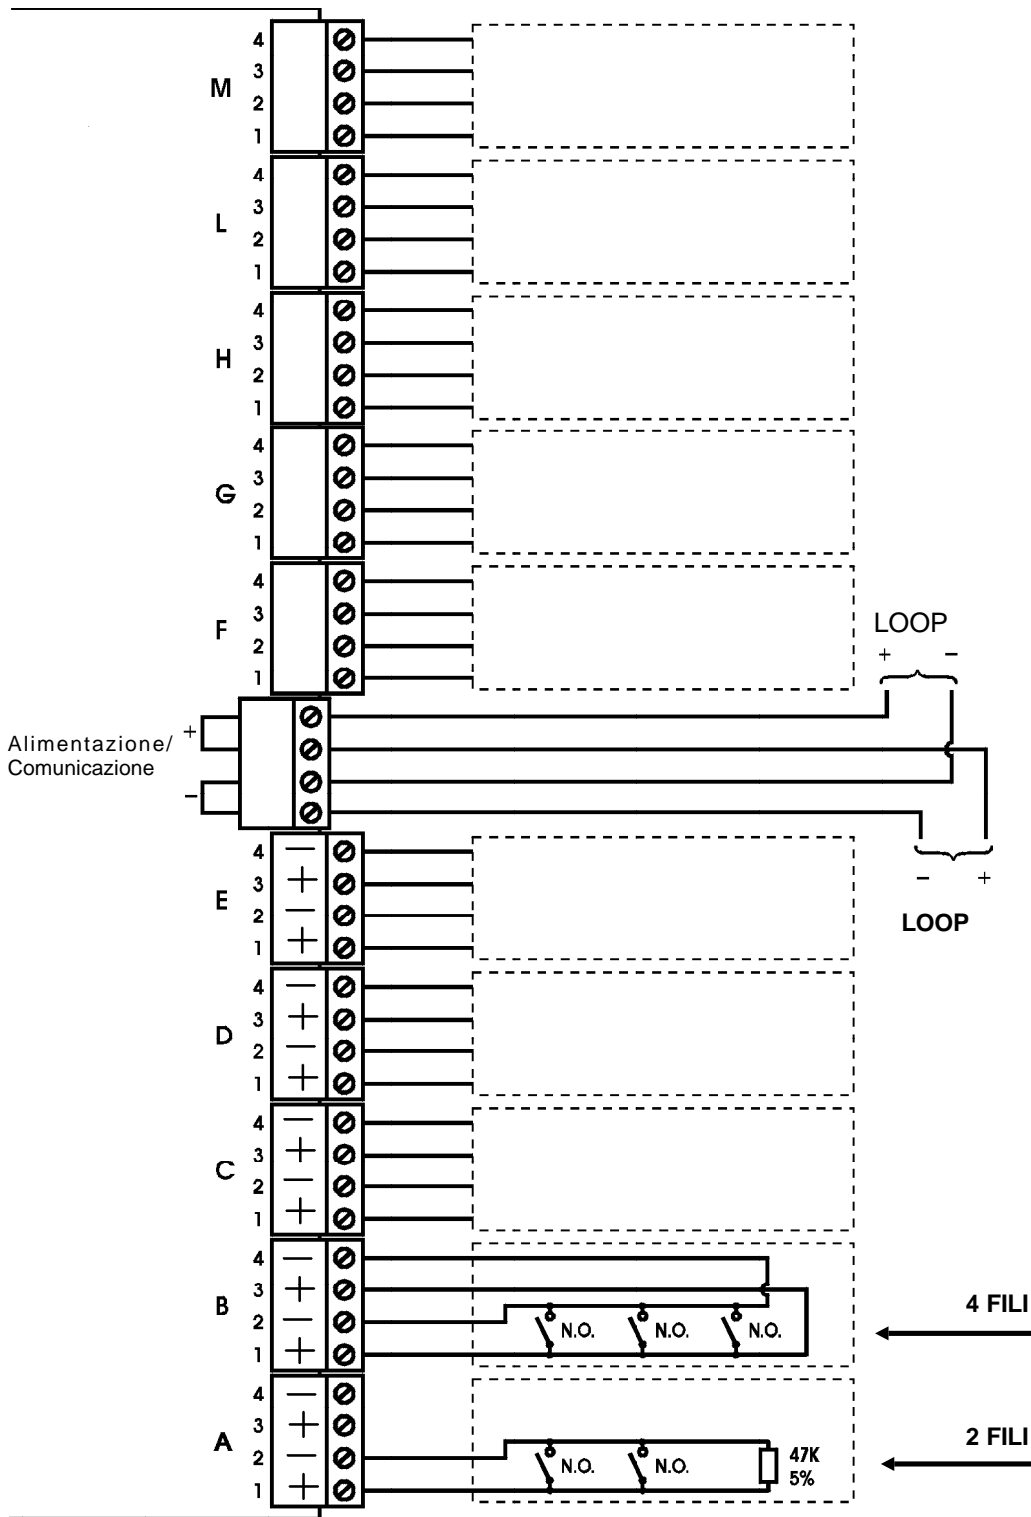 4
3
M
2
1
4
3
L
2
1
4
3
H
2
1
4
3
G
2
1
4
3
F
2
1
LOOP
+ −
+
Alimentazione/
Comunicazione
−
− +
LOOP
4 −
3 +
E
2 −
1 +
4 −
3 +
D
2 −
1 +
4 −
3 +
C
2 −
1 +
4 −
3 +
B
2 −
1 +
N.O. N.O. N.O.
4 FILI
4 −
3 +
A
2 −
1 +
N.O. N.O. 47K
5%
2 FILI